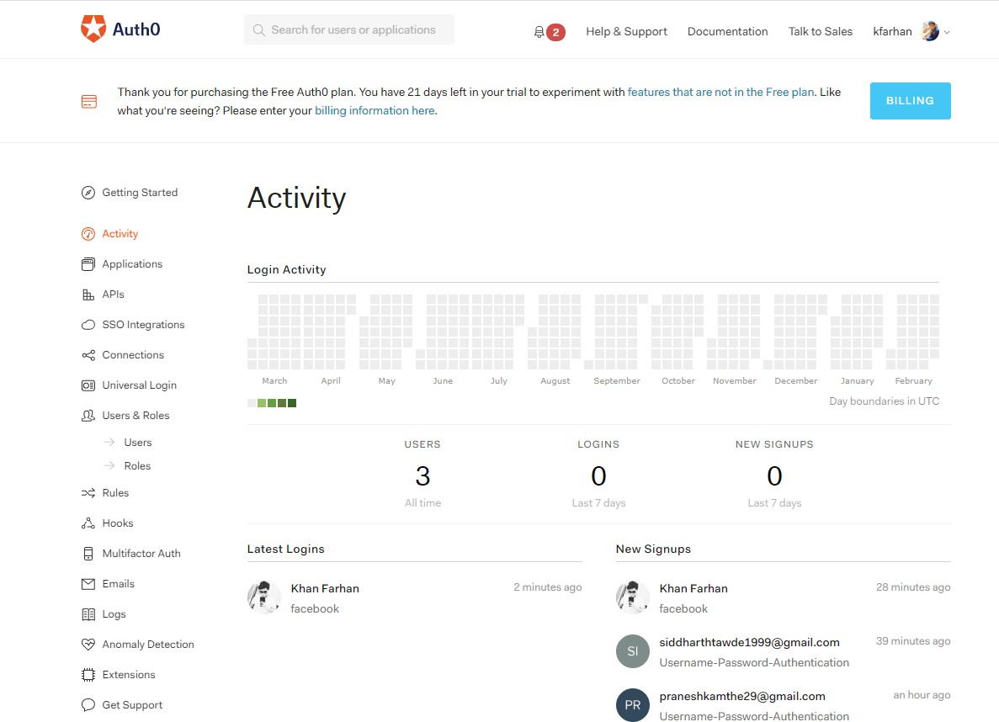 Auth0
Search for users or applications
2
Help & Support
Documentation
Talk to Sales
kfarhan
Thank you for purchasing the Free Auth0 plan. You have 21 days left in your trial to experiment with features that are not in the Free plan. Like
what you're seeing? Please enter your billing information here.
BILLING
Getting Started
Activity
Applications
APIs
SSO Integrations
Connections
Universal Login
Users & Roles
Users
Roles
Rules
Hooks
Multifactor Auth
Emails
Logs
Anomaly Detection
Extensions
Get Support
Activity
Login Activity
March April May June July August September October November December January February
Day boundaries in UTC
USERS
3
All time
LOGINS
0
Last 7 days
NEW SIGNUPS
0
Last 7 days
Latest Logins
Khan Farhan
facebook
2 minutes ago
New Signups
Khan Farhan
facebook
28 minutes ago
SI
siddharthtawde1999@gmail.com
Username-Password-Authentication
39 minutes ago
PR
praneshkamthe29@gmail.com
Username-Password-Authentication
an hour ago